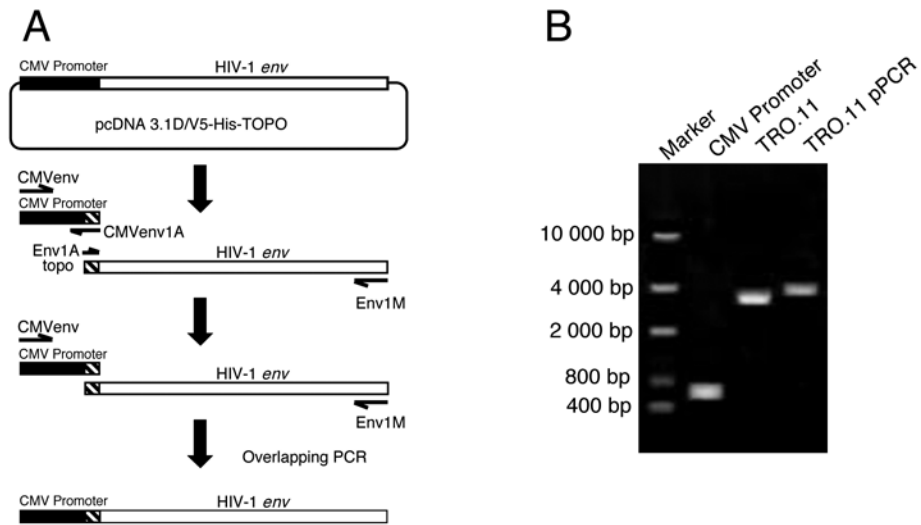 A
CMV Promoter
HIV-1 env
pcDNA 3.1D/V5-His-TOPO
CMVenv
CMV Promoter
CMVenv1A
Env1A
topo
HIV-1 env
Env1M
CMVenv
CMV Promoter
HIV-1 env
Env1M
Overlapping PCR
CMV Promoter
HIV-1 env
B
Marker
CMV Promoter
TRO.11
TRO.11 pPCR
10 000 bp
4 000 bp
2 000 bp
800 bp
400 bp